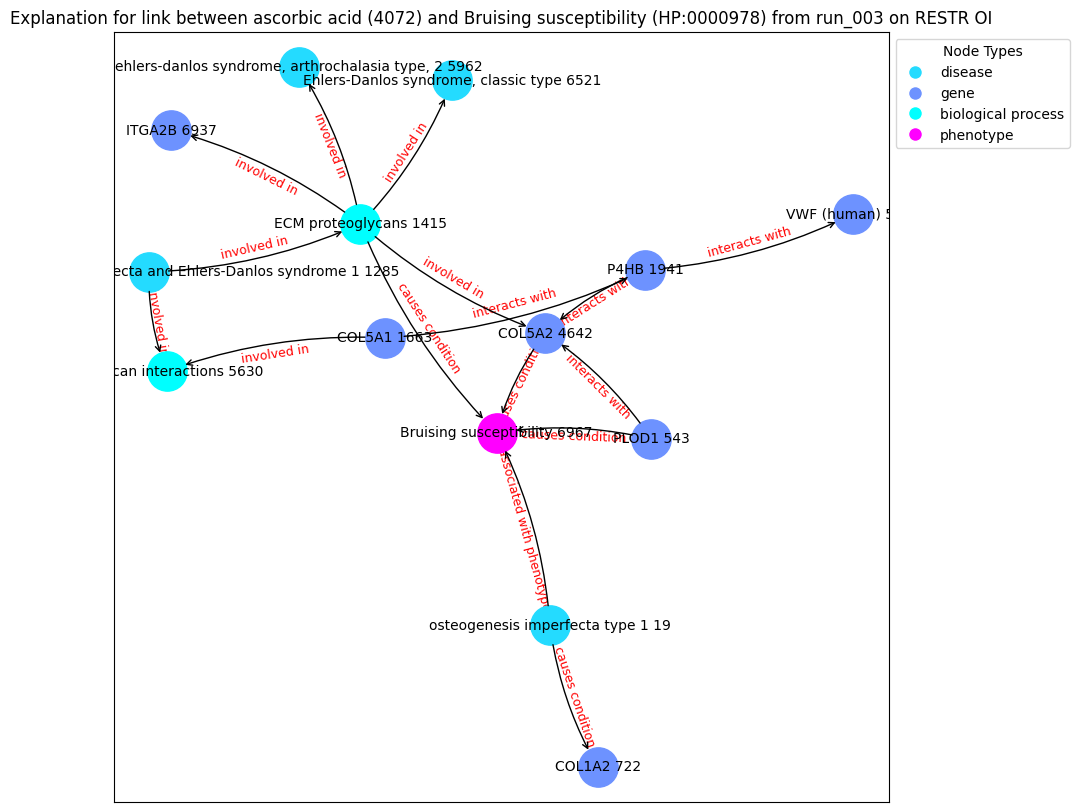 Explanation for link between ascorbic acid (4072) and Bruising susceptibility (HP:0000978) from run_003 on RESTR OI
Node Types
disease
gene
biological process
phenotype
ehlers-danlos syndrome, arthrochalasia type, 2 5962
Ehlers-Danlos syndrome, classic type 6521
ITGA2B 6937
involved in
involved in
involved in
VWF (human) 5
ECM proteoglycans 1415
involved in
interacts with
ecta and Ehlers-Danlos syndrome 1 1285
involved in
P4HB 1941
interacts with
interacts with
involved in
causes condition
COL5A1 1663
COL5A2 4642
involved in
can interactions 5630
causes condition
interacts with
Bruising susceptibility 6967
causes condition
PLOD1 543
associated with phenotype
osteogenesis imperfecta type 1 19
causes condition
COL1A2 722